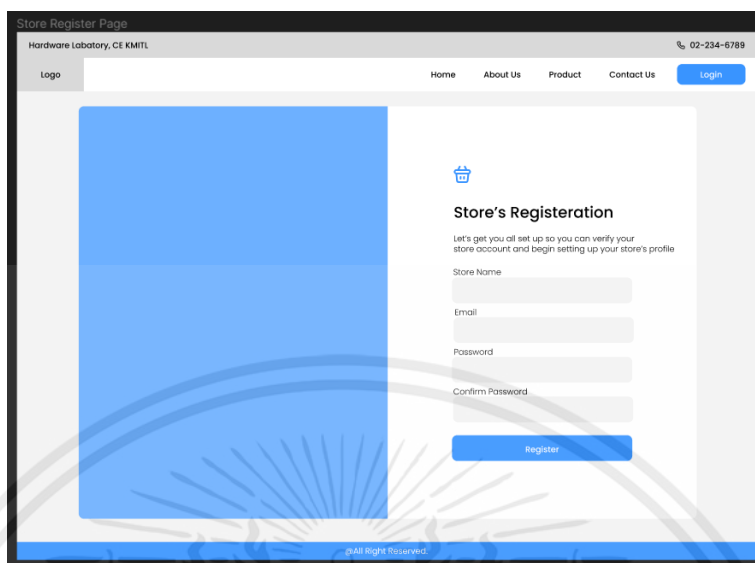 Store Register Page
Hardware Labatory, CE KMITL
02-234-6789
Logo
Home
About Us
Product
Contact Us
Login
Store's Registeration
Let's get you all set up so you can verify your
store account and begin setting up your store's profile
Store Name
Email
Password
Confirm Password
Register
@All Right Reserved.